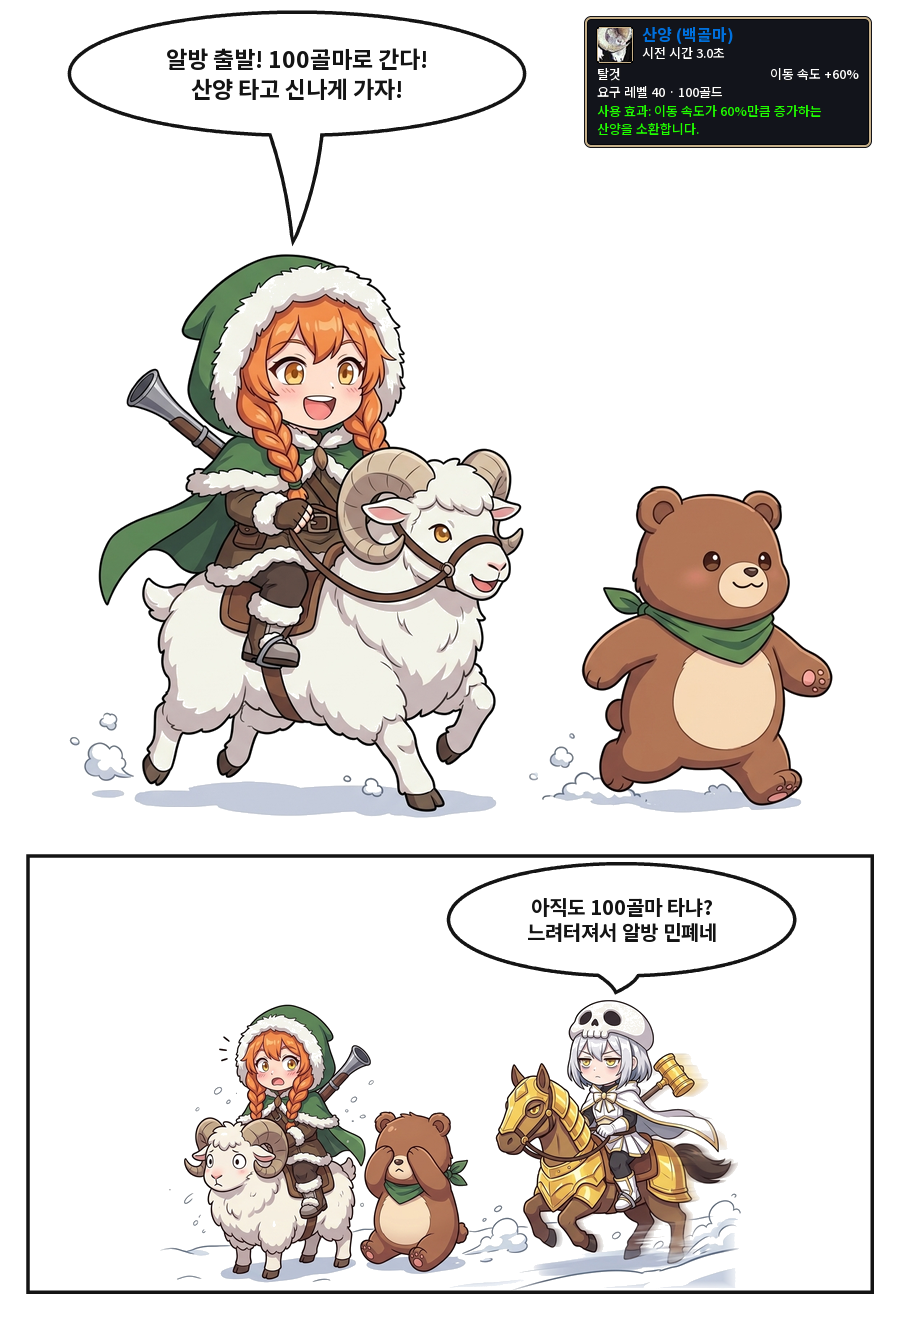 알방 출발! 100골마로 간다!
산양 타고 신나게 가자!
산양 (백골마)
시전 시간 3.0초
탈것 이동 속도 +60%
요구 레벨 40 · 100골드
사용 효과: 이동 속도가 60%만큼 증가하는
산양을 소환합니다.
아직도 100골마 타냐?
느려터져서 알방 민폐네